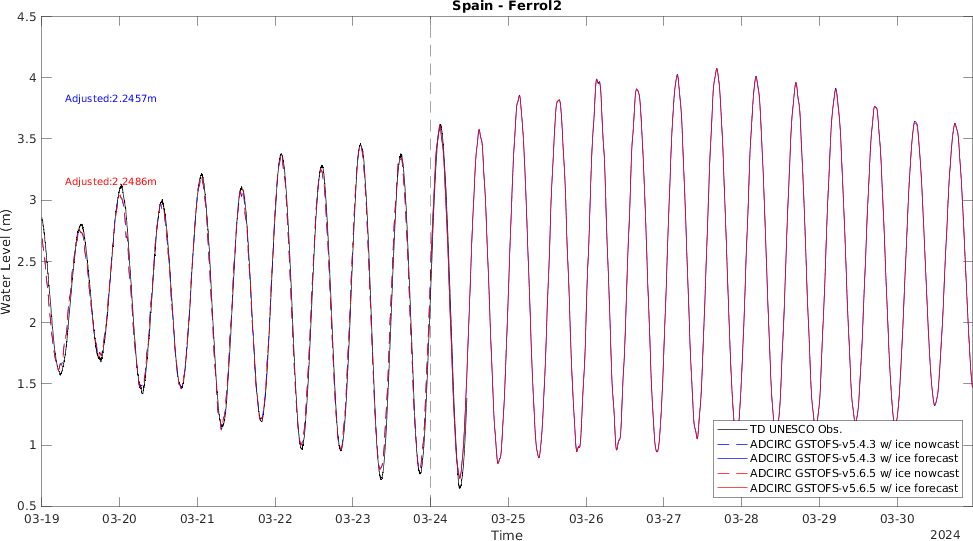 Spain - Ferrol2
4.5
4
3.5
3
2.5
2
1.5
1
0.5
Water Level (m)
Adjusted:2.2457m
Adjusted:2.2486m
TD UNESCO Obs.
ADCIRC GSTOFS-v5.4.3 w/ ice nowcast
ADCIRC GSTOFS-v5.4.3 w/ ice forecast
ADCIRC GSTOFS-v5.6.5 w/ ice nowcast
ADCIRC GSTOFS-v5.6.5 w/ ice forecast
03-19 03-20 03-21 03-22 03-23 03-24 03-25 03-26 03-27 03-28 03-29 03-30
Time
2024